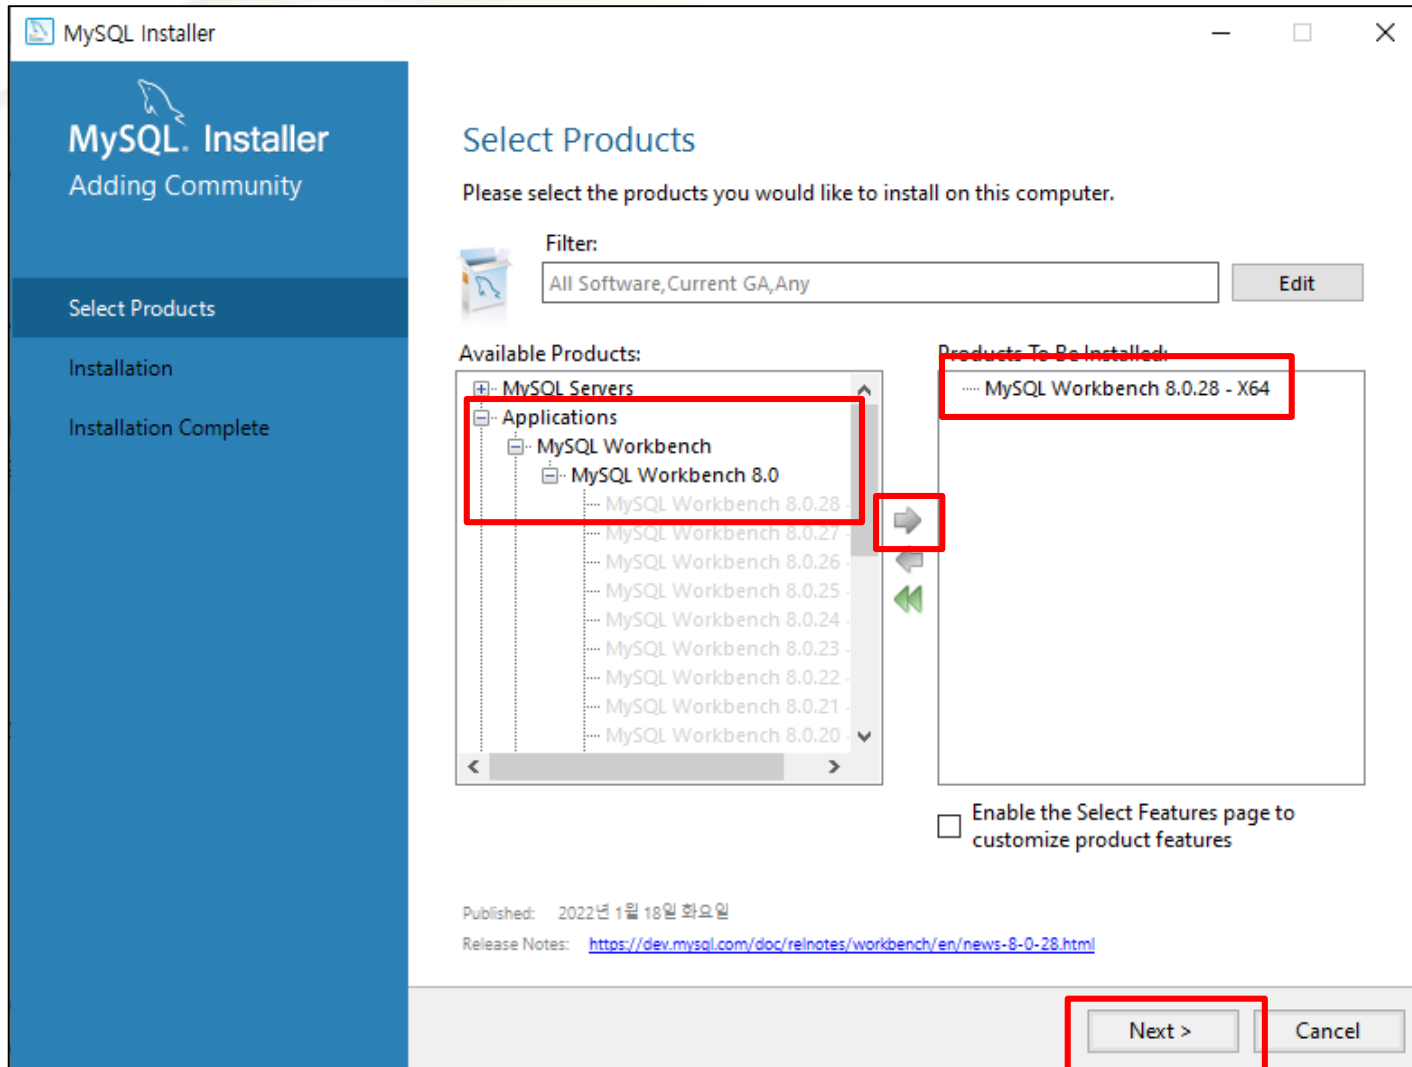 MySQL Installer
MySQL. Installer
Adding Community
Select Products
Installation
Installation Complete
Select Products
Please select the products you would like to install on this computer.
Filter:
All Software,Current GA,Any
Edit
Available Products:
MySQL Servers
Applications
MySQL Workbench
MySQL Workbench 8.0
MySQL Workbench 8.0.28 -
MySQL Workbench 8.0.27 -
MySQL Workbench 8.0.26 -
MySQL Workbench 8.0.25 -
MySQL Workbench 8.0.24 -
MySQL Workbench 8.0.23 -
MySQL Workbench 8.0.22 -
MySQL Workbench 8.0.21 -
MySQL Workbench 8.0.20 -
Products To Be Installed:
MySQL Workbench 8.0.28 - X64
Enable the Select Features page to
customize product features
Published: 2022년 1월 18일 화요일
Release Notes: https://dev.mysql.com/doc/relnotes/workbench/en/news-8-0-28.html
Next >
Cancel